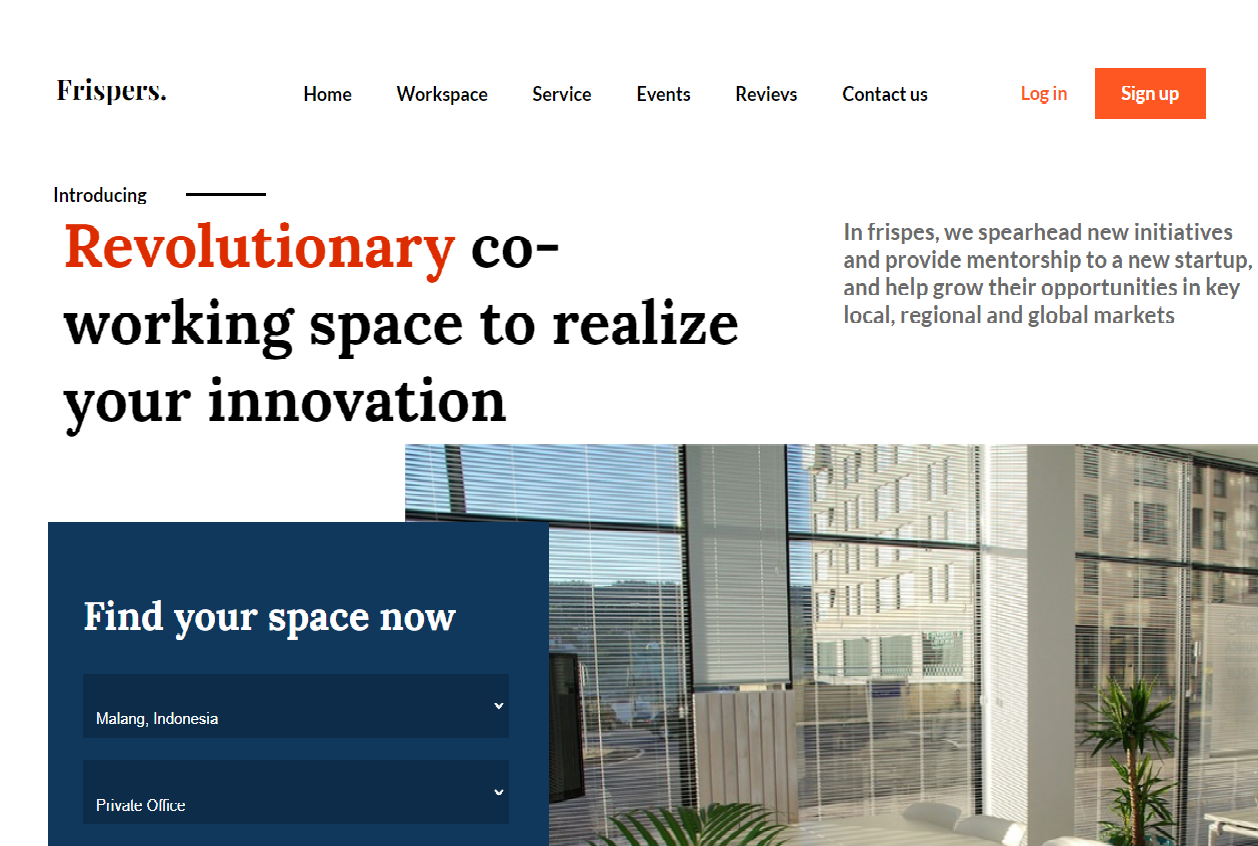 Frispers.
Home Workspace Service Events Revievs Contact us Log in Sign up
Introducing
Revolutionary co-
working space to realize
your innovation
In frispes, we spearhead new initiatives
and provide mentorship to a new startup,
and help grow their opportunities in key
local, regional and global markets
Find your space now
Malang, Indonesia
Private Office